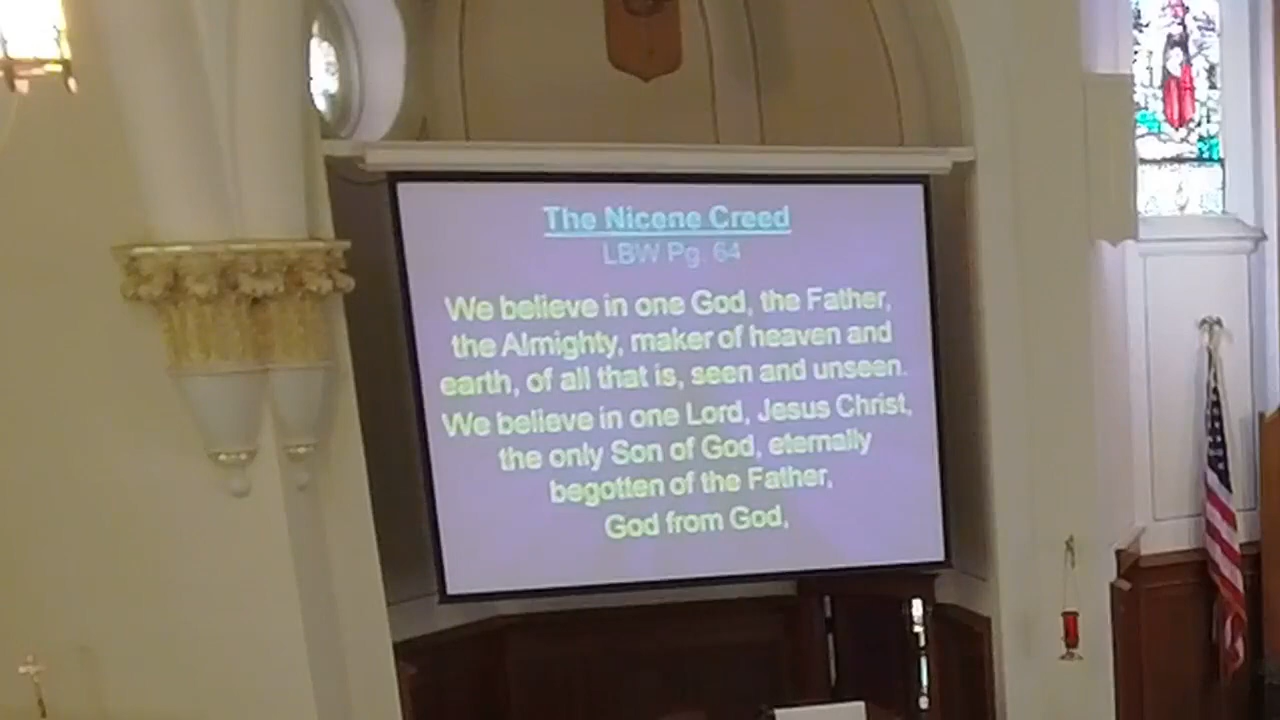 The Nicene Creed
LBW Pg. 64
We believe in one God, the Father,
the Almighty, maker of heaven and
earth, of all that is, seen and unseen.
We believe in one Lord, Jesus Christ,
the only Son of God, eternally
begotten of the Father,
God from God,